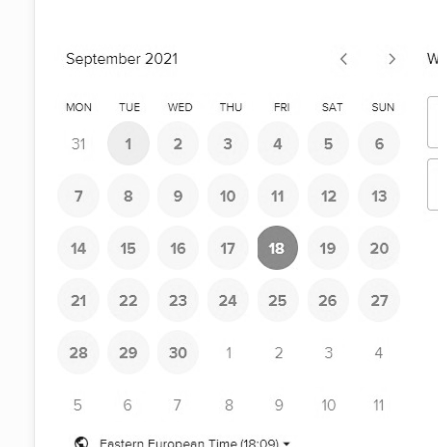 September 2021
W
MON TUE WED THU FRI SAT SUN
31 1 2 3 4 5 6
7 8 9 10 11 12 13
14 15 16 17 18 19 20
21 22 23 24 25 26 27
28 29 30 1 2 3 4
5 6 7 8 9 10 11
Eastern European Time (18:09)